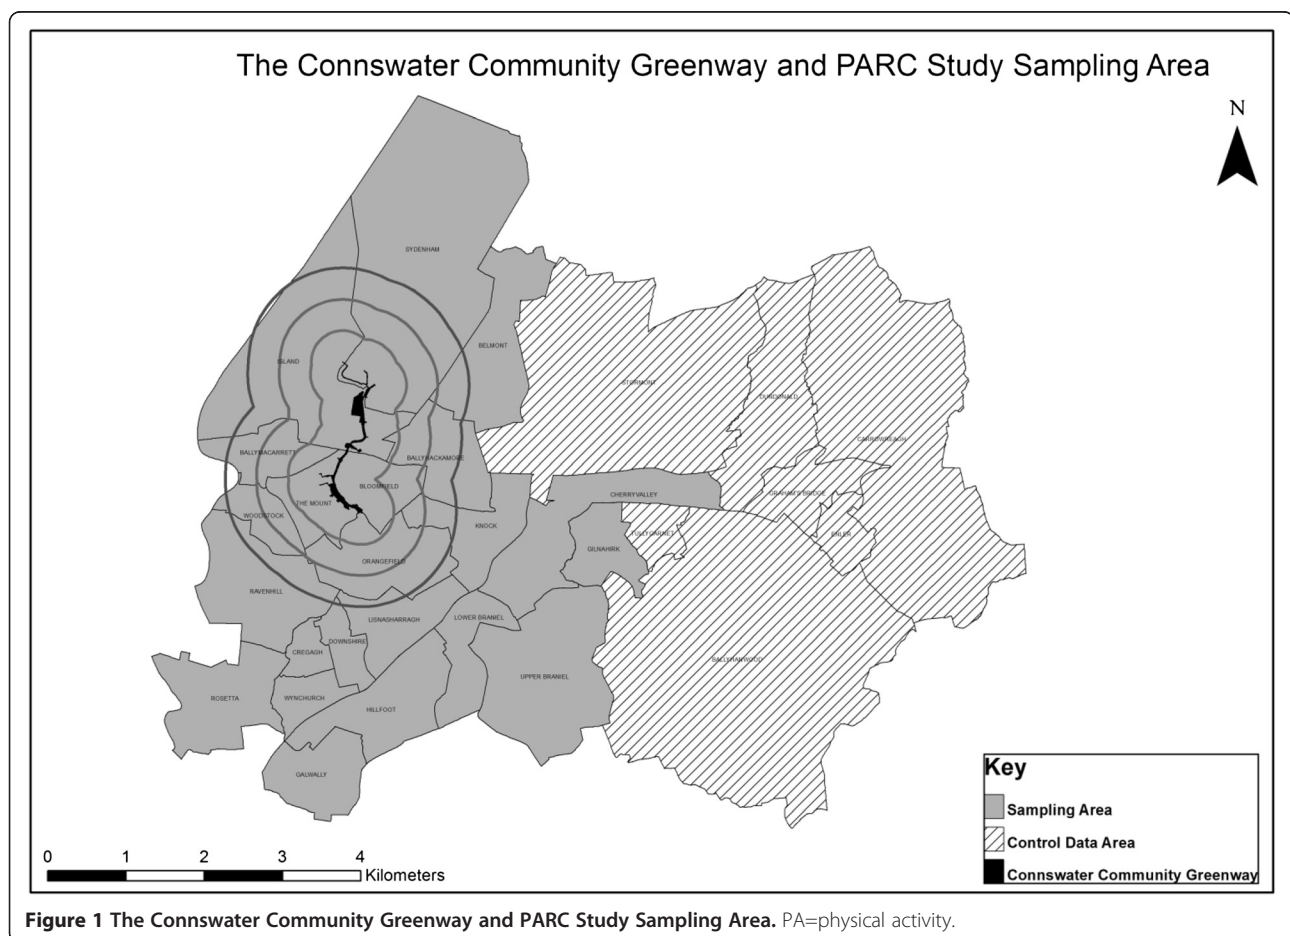 The Connswater Community Greenway and PARC Study Sampling Area
N
SYDENHAM
BELMONT
ISLAND
STORMONT
DUNDONALD
CARROWREAGH
BALLYMACARRETT
BALLYHACKAMORE
BLOOMFIELD
CHERRYVALLEY
GRAHAM'S BRIDGE
THE MOUNT
WOODSTOCK
KNOCK
TULLYCARNET
ENLER
GILNAHIRK
ORANGEFIELD
RAVENHILL
LISNASHARRAGH
LOWER BRANIEL
DOWNSHIRE
CREGAGH
BALLYHANWOOD
UPPER BRANIEL
ROSETTA
WYNCHURCH
HILLFOOT
GALWALLY
Key
Sampling Area
Control Data Area
Connswater Community Greenway
0 1 2 3 4
Kilometers
Figure 1 The Connswater Community Greenway and PARC Study Sampling Area. PA=physical activity.